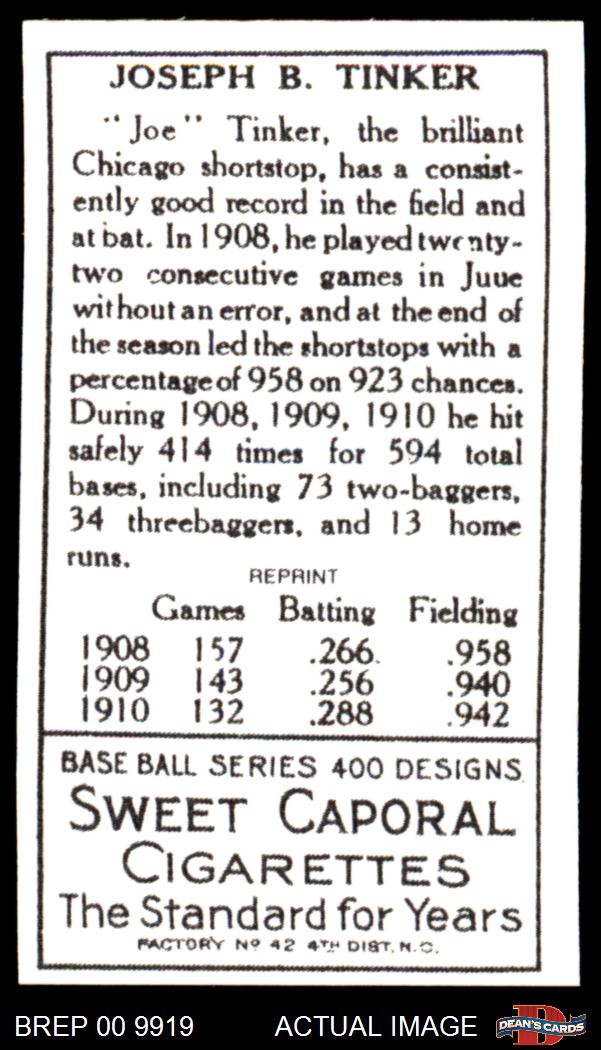 JOSEPH B. TINKER
"Joe" Tinker, the brilliant
Chicago shortstop, has a consist-
ently good record in the field and
at bat. In 1908, he played twenty-
two consecutive games in Juue
without an error, and at the end of
the season led the shortstops with a
percentage of 958 on 923 chances.
During 1908, 1909, 1910 he hit
safely 414 times for 594 total
bases, including 73 two-baggers,
34 threebaggers, and 13 home
runs.
REPRINT
Games Batting Fielding
1908 157 .266 .958
1909 143 .256 .940
1910 132 .288 .942
BASE BALL SERIES 400 DESIGNS
SWEET CAPORAL
CIGARETTES
The Standard for Years
FACTORY Nº 42 4TH DIST. N.C.
BREP 00 9919 ACTUAL IMAGE DEAN'S CARDS